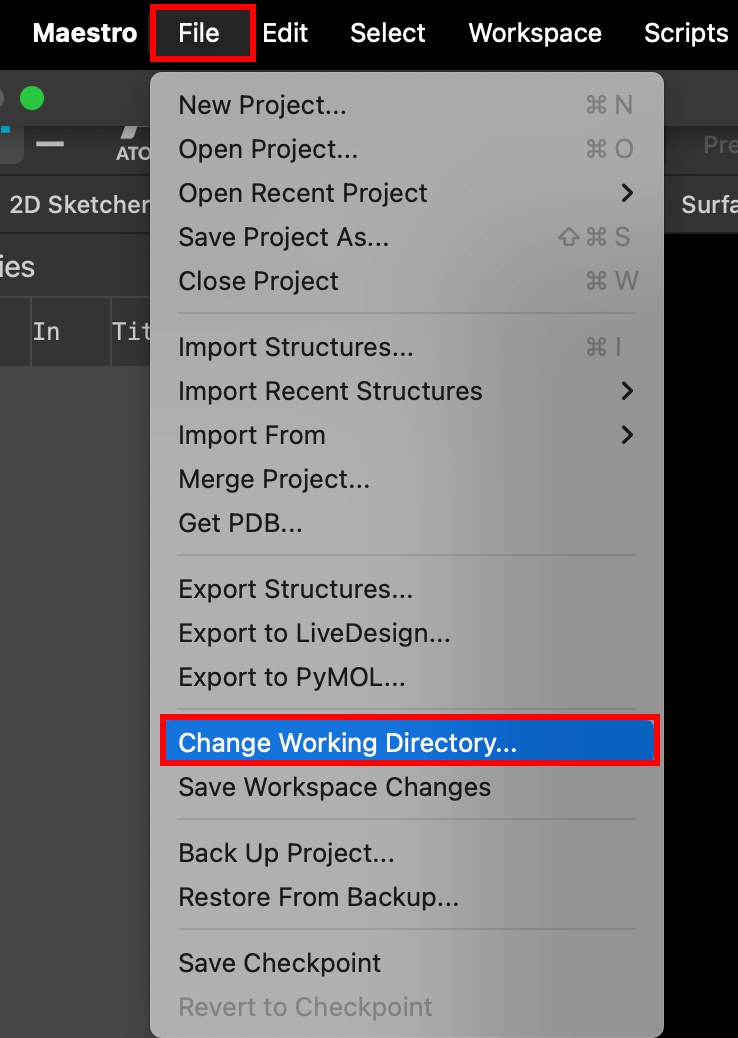 Maestro File Edit Select Workspace Scripts
New Project... ⌘ N
ATO
Open Project... ⌘ O
Pre
Open Recent Project >
2D Sketcher
Surfa
Save Project As... ⇧ ⌘ S
ies
Close Project ⌘ W
In Tit
Import Structures... ⌘ I
Import Recent Structures >
Import From >
Merge Project...
Get PDB...
Export Structures...
Export to LiveDesign...
Export to PyMOL...
Change Working Directory...
Save Workspace Changes
Back Up Project...
Restore From Backup...
Save Checkpoint
Revert to Checkpoint